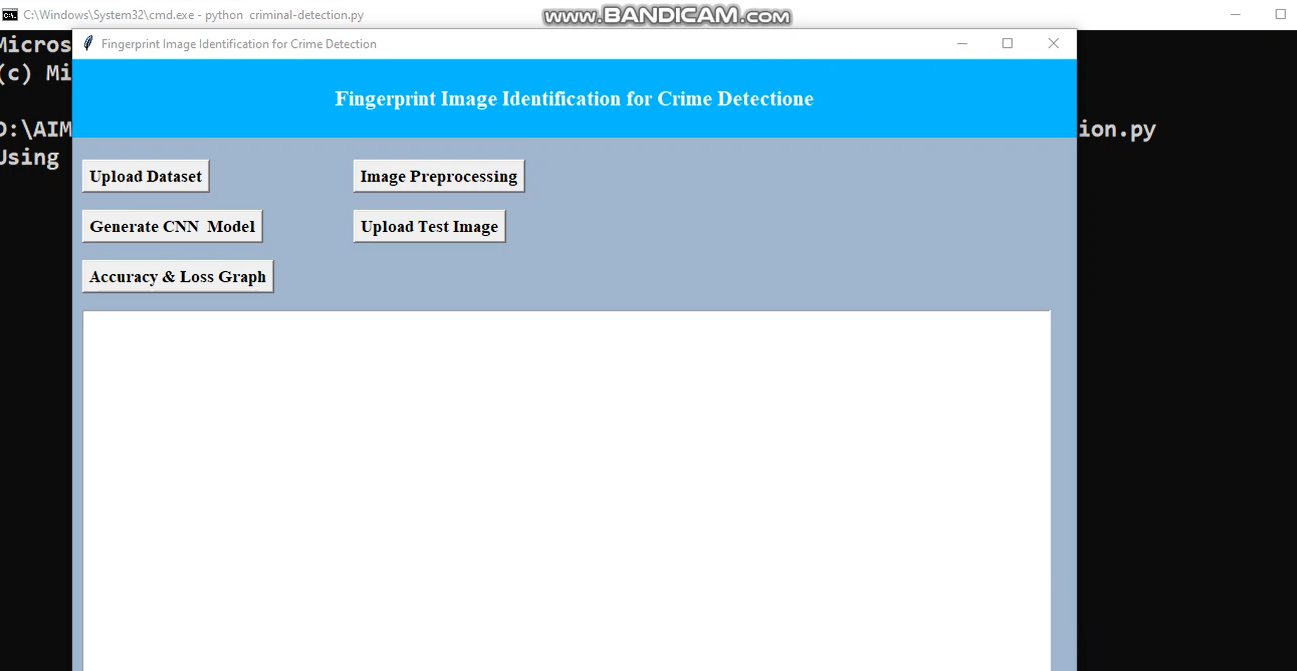 C:\Windows\System32\cmd.exe - python  criminal-detection.py
www.BANDICAM.com
Micros
Fingerprint Image Identification for Crime Detection
(c) Mi
Fingerprint Image Identification for Crime Detectione
D:\AIM
ion.py
Using
Upload Dataset
Image Preprocessing
Generate CNN  Model
Upload Test Image
Accuracy & Loss Graph